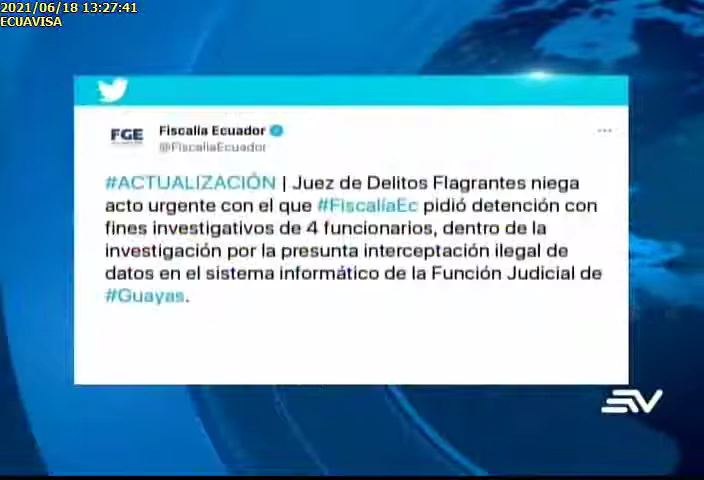 2021/06/18 13:27:41
ECUAVISA
FGE
Fiscalía Ecuador
@FiscaliaEcuador
#ACTUALIZACIÓN | Juez de Delitos Flagrantes niega
acto urgente con el que #FiscalíaEc pidió detención con
fines investigativos de 4 funcionarios, dentro de la
investigación por la presunta interceptación ilegal de
datos en el sistema informático de la Función Judicial de
#Guayas.